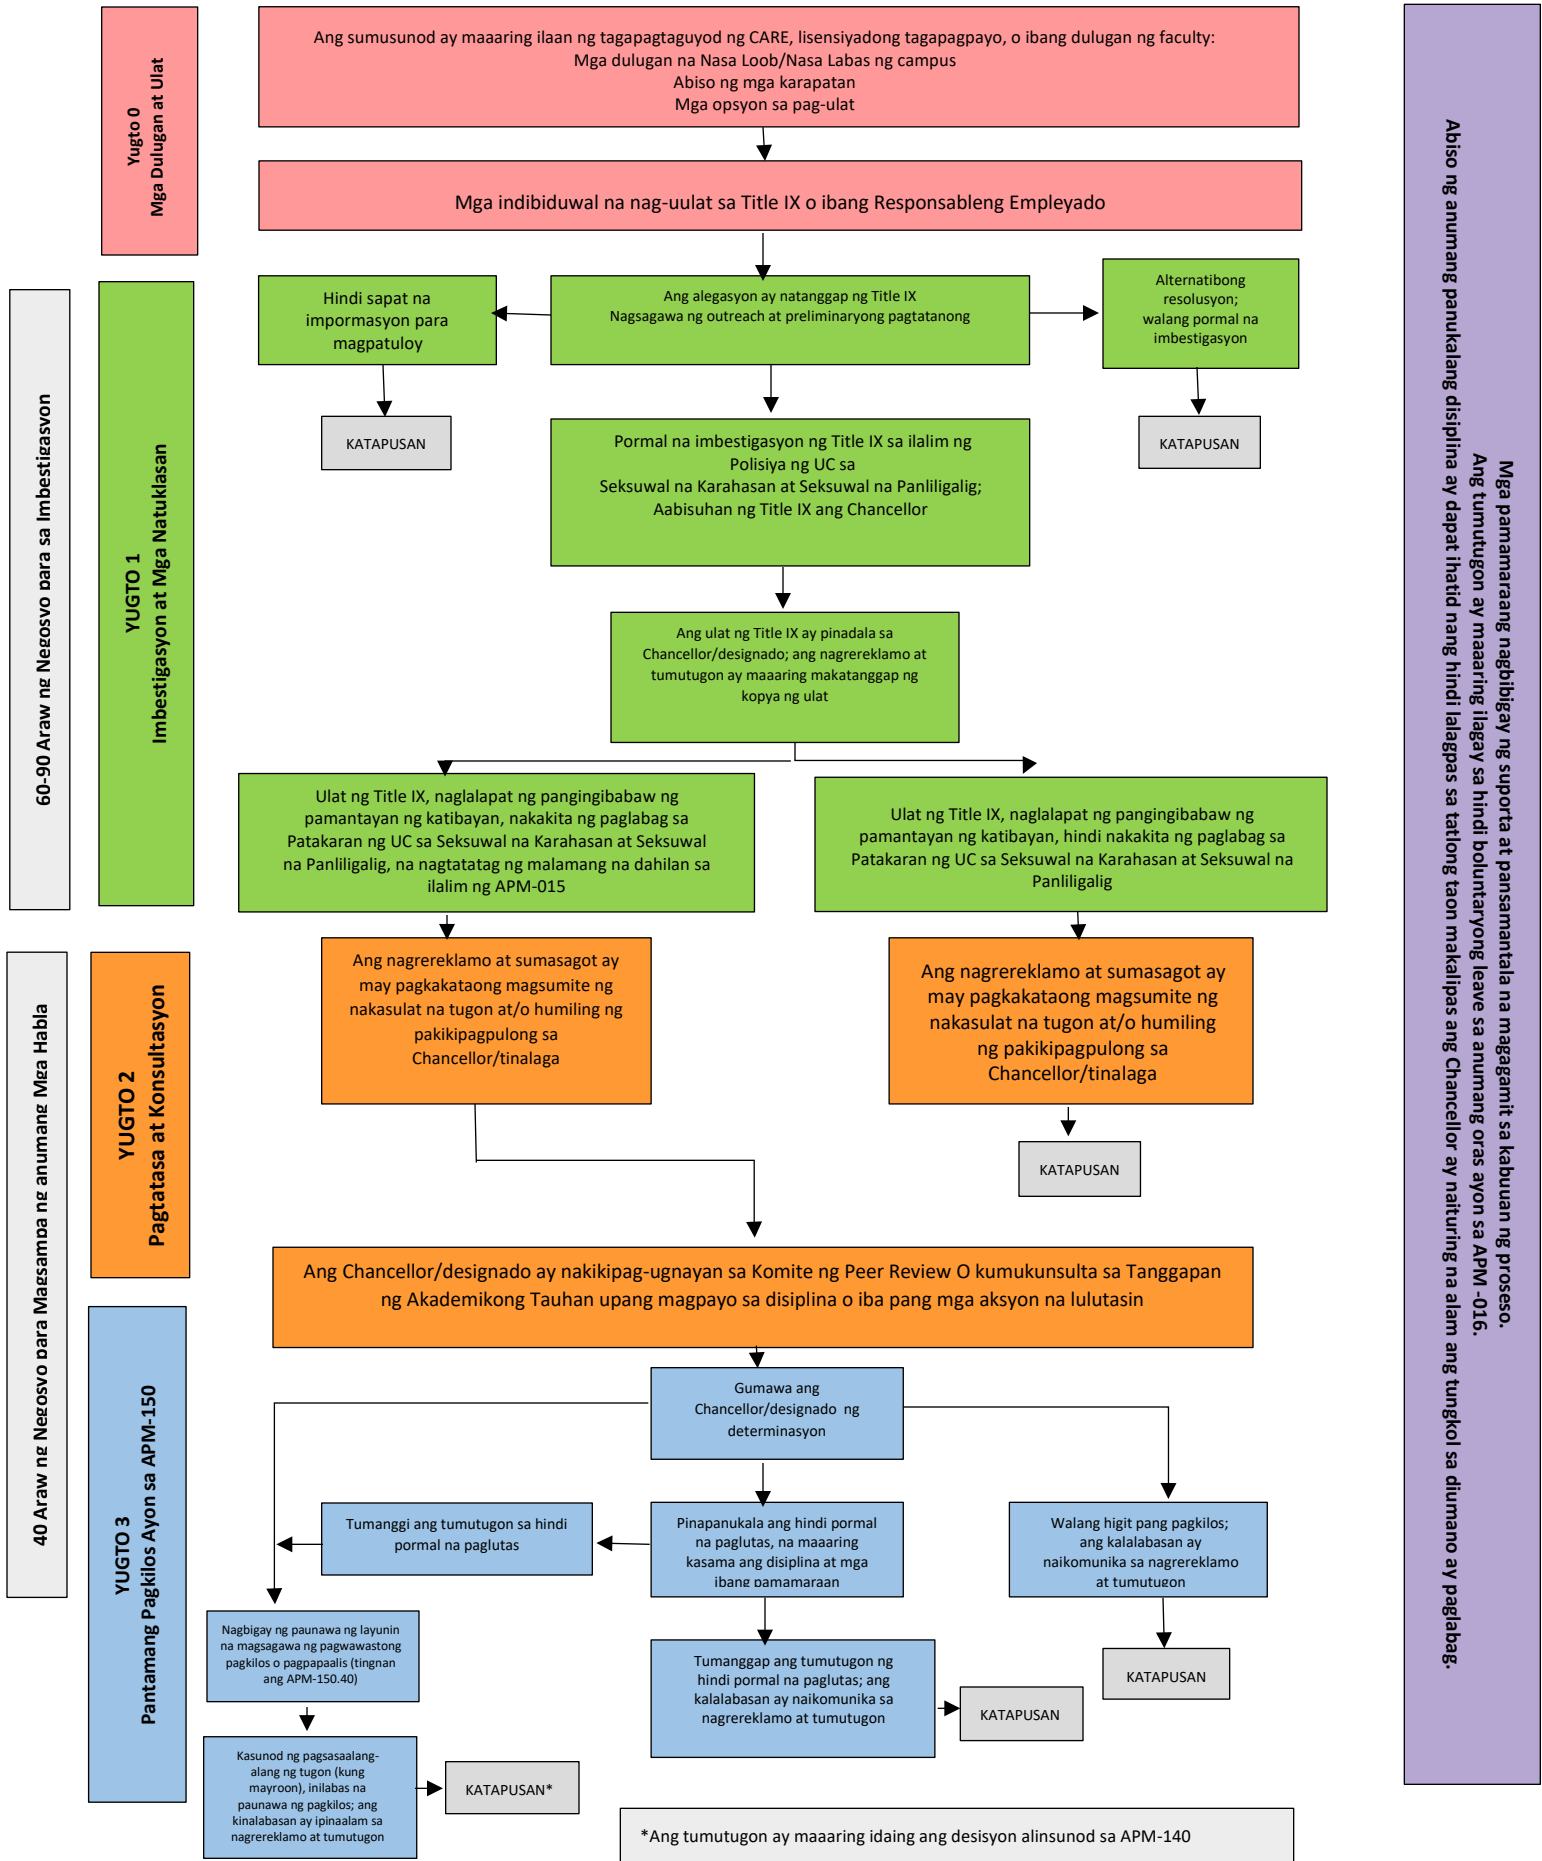 Yugto 0
Mga Dulugan at Ulat
Ang sumusunod ay maaaring ilaan ng tagapagtaguyod ng CARE, lisensiyadong tagapagpayo, o ibang dulugan ng faculty:
Mga dulugan na Nasa Loob/Nasa Labas ng campus
Abiso ng mga karapatan
Mga opsyon sa pag-ulat
Mga indibiduwal na nag-uulat sa Title IX o ibang Responsableng Empleyado
60-90 Araw ng Negosyo para sa Imbestigasyon
YUGTO 1
Imbestigasyon at Mga Natuklasan
Hindi sapat na
impormasyon para
magpatuloy
Ang alegasyon ay natanggap ng Title IX
Nagsagawa ng outreach at preliminaryong pagtatanong
Alternatibong
resolusyon;
walang pormal na
imbestigasyon
KATAPUSAN
KATAPUSAN
Pormal na imbestigasyon ng Title IX sa ilalim ng
Polisiya ng UC sa
Seksuwal na Karahasan at Seksuwal na Panliligalig;
Aabisuhan ng Title IX ang Chancellor
Ang ulat ng Title IX ay pinadala sa
Chancellor/designado; ang nagrereklamo at
tumutugon ay maaaring makatanggap ng
kopya ng ulat
Ulat ng Title IX, naglalapat ng pangingibabaw ng
pamantayan ng katibayan, nakakita ng paglabag sa
Patakaran ng UC sa Seksuwal na Karahasan at Seksuwal
na Panliligalig, na nagtatatag ng malamang na dahilan sa
ilalim ng APM-015
Ulat ng Title IX, naglalapat ng pangingibabaw ng
pamantayan ng katibayan, hindi nakakita ng paglabag sa
Patakaran ng UC sa Seksuwal na Karahasan at Seksuwal na
Panliligalig
40 Araw ng Negosyo para Magsampa ng anumang Mga Habla
YUGTO 2
Pagtatasa at Konsultasyon
Ang nagrereklamo at sumasagot ay
may pagkakataong magsumite ng
nakasulat na tugon at/o humiling ng
pakikipagpulong sa
Chancellor/tinalaga
Ang nagrereklamo at sumasagot ay
may pagkakataong magsumite ng
nakasulat na tugon at/o humiling
ng pakikipagpulong sa
Chancellor/tinalaga
KATAPUSAN
Ang Chancellor/designado ay nakikipag-ugnayan sa Komite ng Peer Review O kumukunsulta sa Tanggapan
ng Akademikong Tauhan upang magpayo sa disiplina o iba pang mga aksyon na lulutasin
YUGTO 3
Pantamang Pagkilos Ayon sa APM-150
Gumawa ang
Chancellor/designado ng
determinasyon
Tumanggi ang tumutugon sa hindi
pormal na paglutas
Pinapanukala ang hindi pormal
na paglutas, na maaaring
kasama ang disiplina at mga
ibang pamamaraan
Walang higit pang pagkilos;
ang kalalabasan ay
naikomunika sa nagrereklamo
at tumutugon
Nagbigay ng paunawa ng layunin
na magsagawa ng pagwawastong
pagkilos o pagpapaalis (tingnan
ang APM-150.40)
Tumanggap ang tumutugon ng
hindi pormal na paglutas; ang
kalalabasan ay naikomunika sa
nagrereklamo at tumutugon
KATAPUSAN
KATAPUSAN
Kasunod ng pagsasaalang-
alang ng tugon (kung
mayroon), inilabas na
paunawa ng pagkilos; ang
kinalabasan ay ipinaalam sa
nagrereklamo at tumutugon
KATAPUSAN*
*Ang tumutugon ay maaaring idaing ang desisyon alinsunod sa APM-140
Mga pamamaraang nagbibigay ng suporta at pansamantala na magagamit sa kabuuan ng proseso.
Ang tumutugon ay maaaring ilagay sa hindi boluntaryong leave sa anumang oras ayon sa APM -016.
Abiso ng anumang panukalang disiplina ay dapat ihatid nang hindi lalagpas sa tatlong taon makalipas ang Chancellor ay naituring na alam ang tungkol sa diumano ay paglabag.